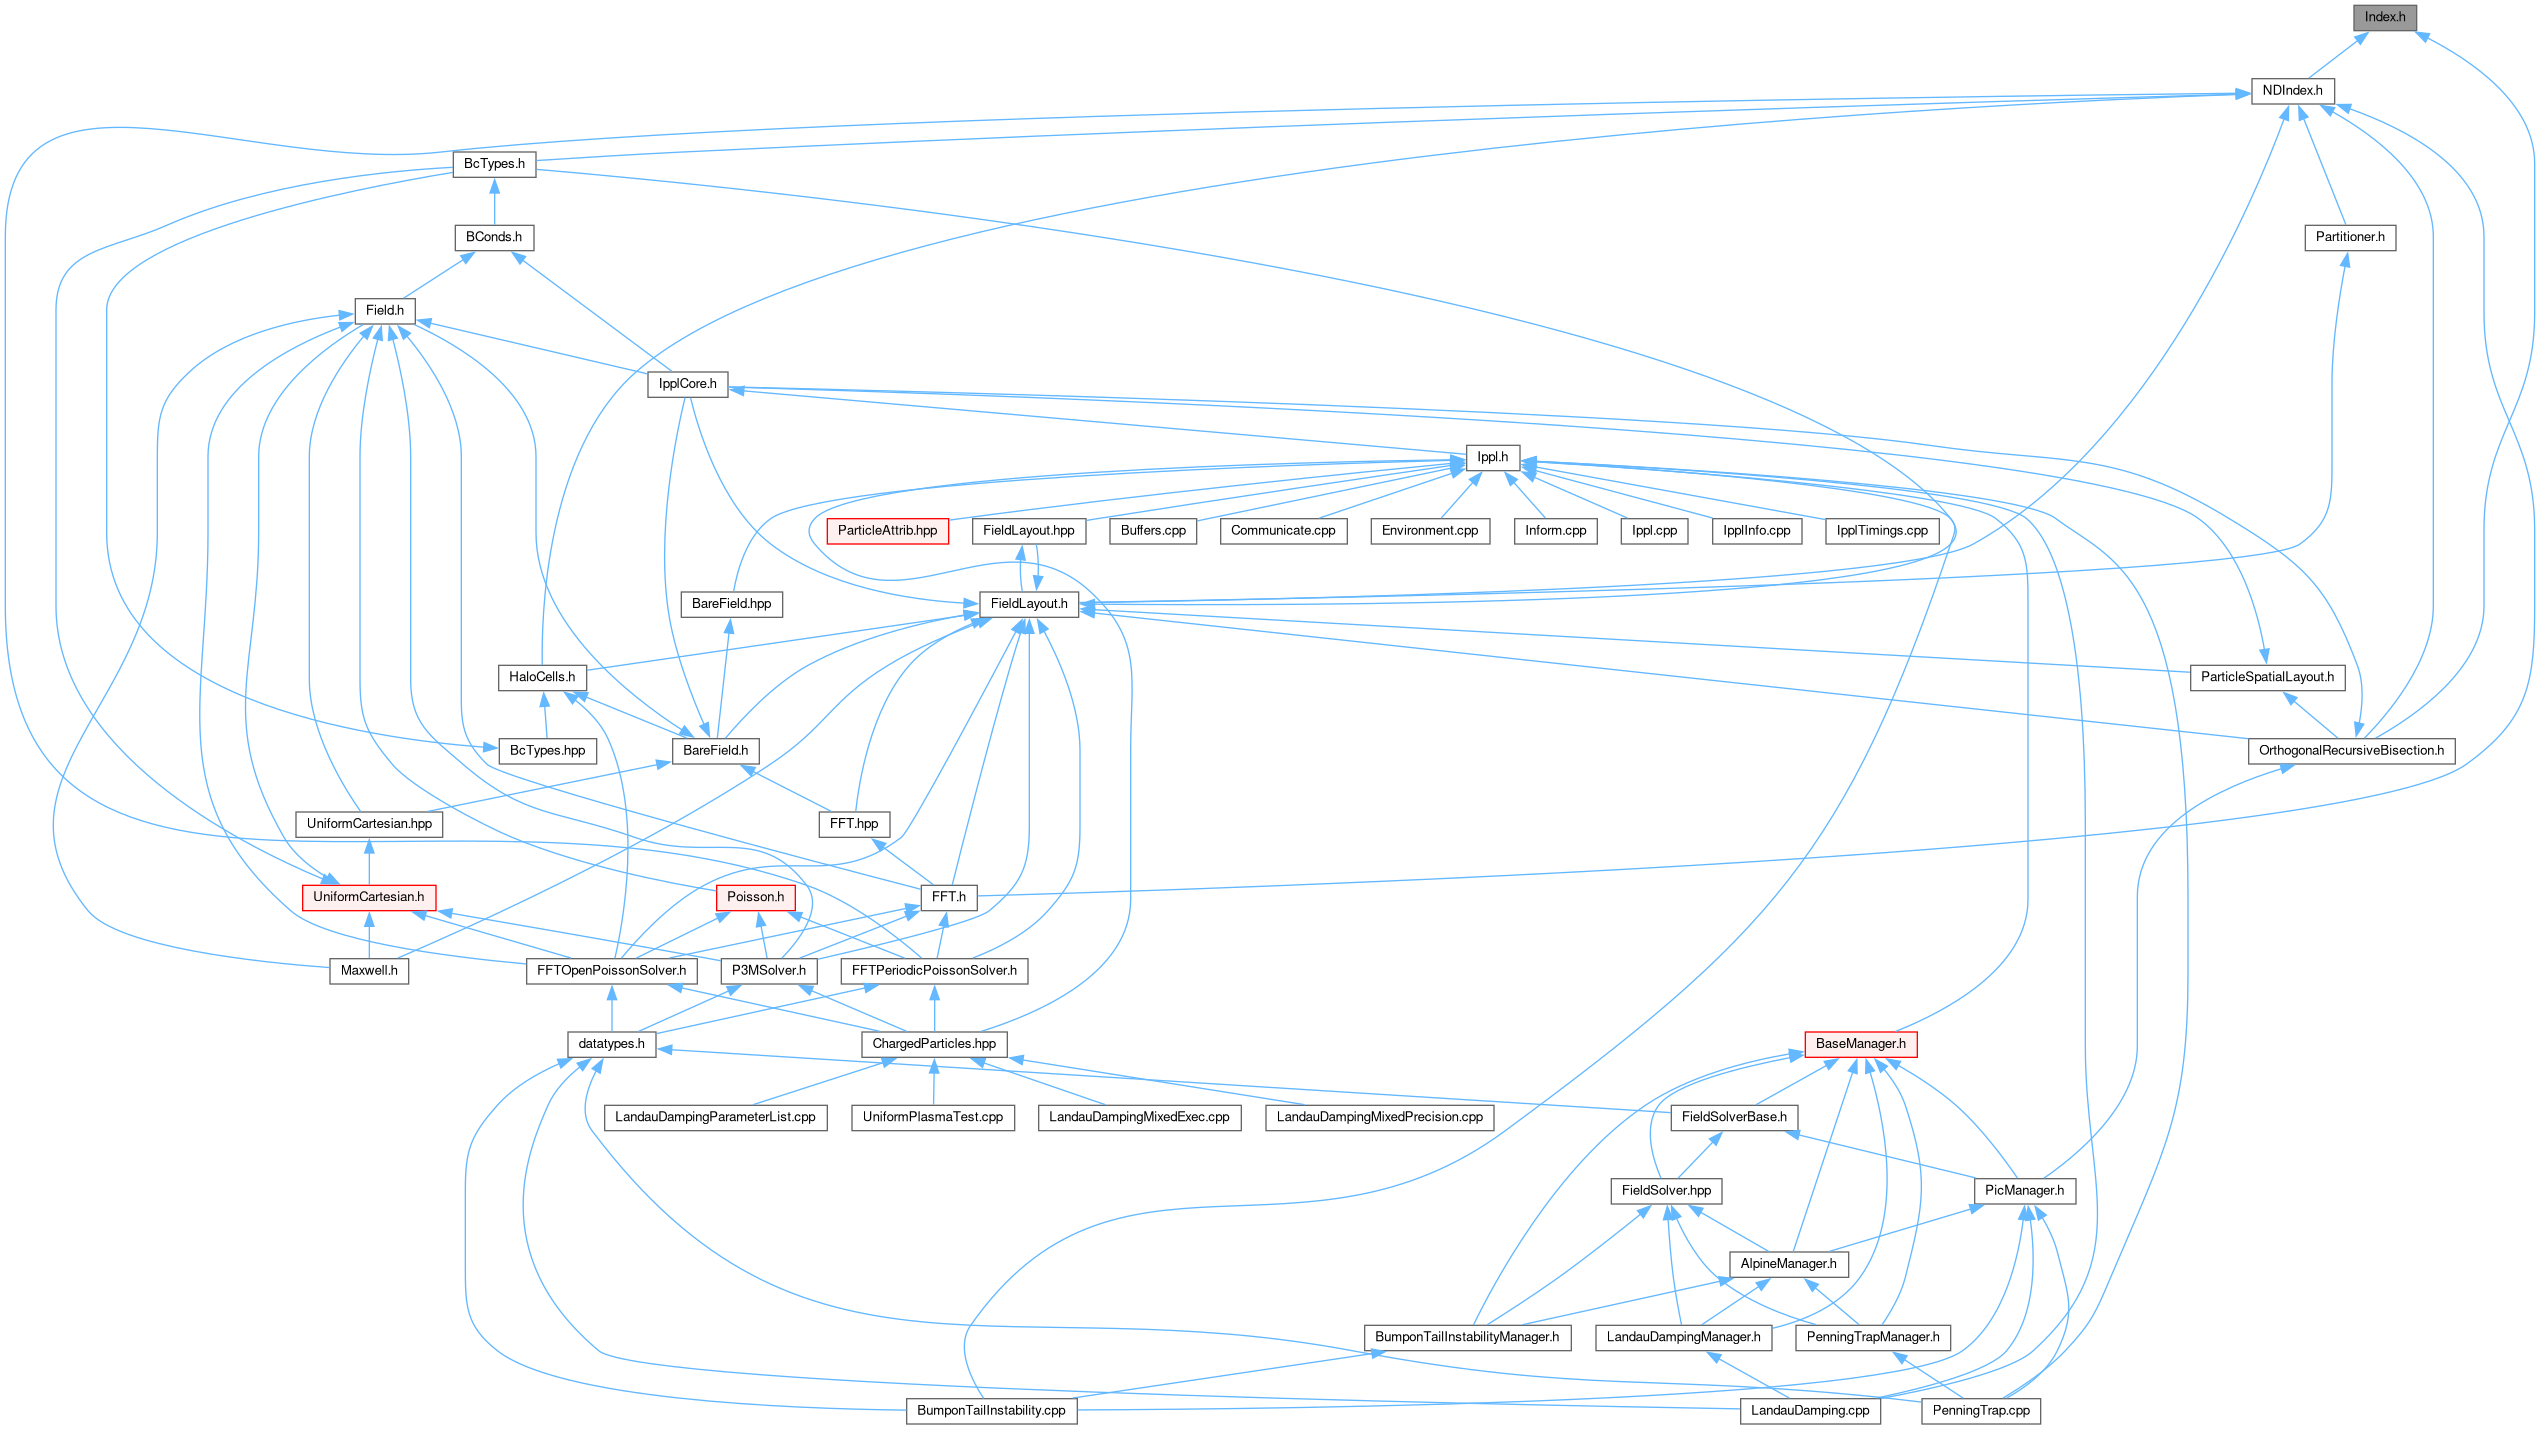 Index.h
NDIndex.h
BcTypes.h
BConds.h
Partitioner.h
Field.h
IpplCore.h
Ippl.h
ParticleAttrib.hpp
FieldLayout.hpp
Buffers.cpp
Communicate.cpp
Environment.cpp
Inform.cpp
Ippl.cpp
IpplInfo.cpp
IpplTimings.cpp
BareField.hpp
FieldLayout.h
HaloCells.h
ParticleSpatialLayout.h
BcTypes.hpp
BareField.h
OrthogonalRecursiveBisection.h
UniformCartesian.hpp
FFT.hpp
UniformCartesian.h
Poisson.h
FFT.h
Maxwell.h
FFTOpenPoissonSolver.h
P3MSolver.h
FFTPeriodicPoissonSolver.h
datatypes.h
ChargedParticles.hpp
BaseManager.h
LandauDampingParameterList.cpp
UniformPlasmaTest.cpp
LandauDampingMixedExec.cpp
LandauDampingMixedPrecision.cpp
FieldSolverBase.h
FieldSolver.hpp
PicManager.h
AlpineManager.h
BumponTailInstabilityManager.h
LandauDampingManager.h
PenningTrapManager.h
BumponTailInstability.cpp
LandauDamping.cpp
PenningTrap.cpp